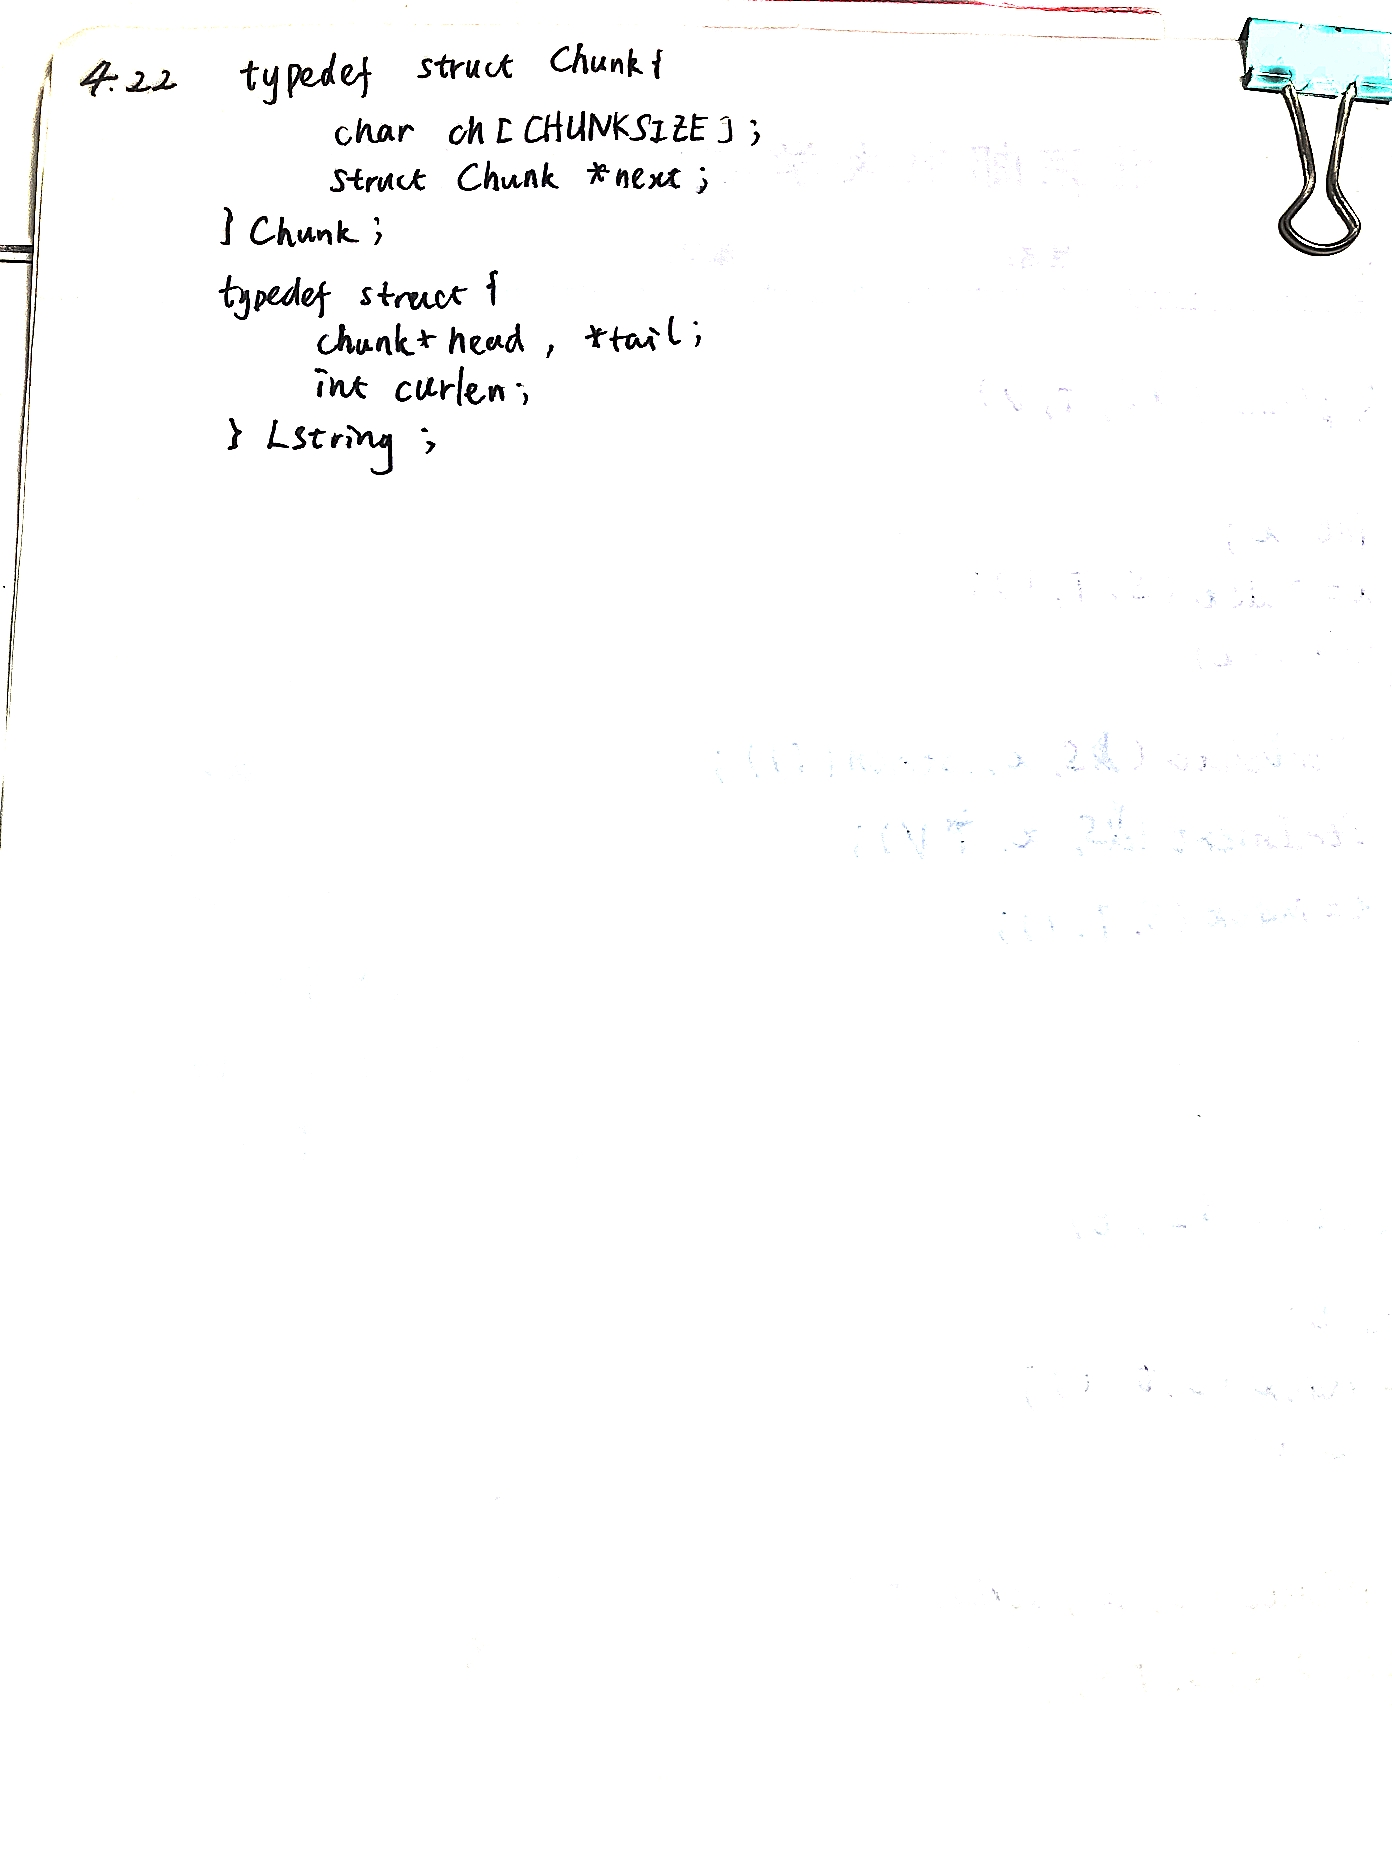 4.22 typedef struct Chunk{
char ch[CHUNKSIZE];
struct Chunk *next;
} Chunk;
typedef struct {
chunk* head, *tail;
int curlen;
} Lstring;